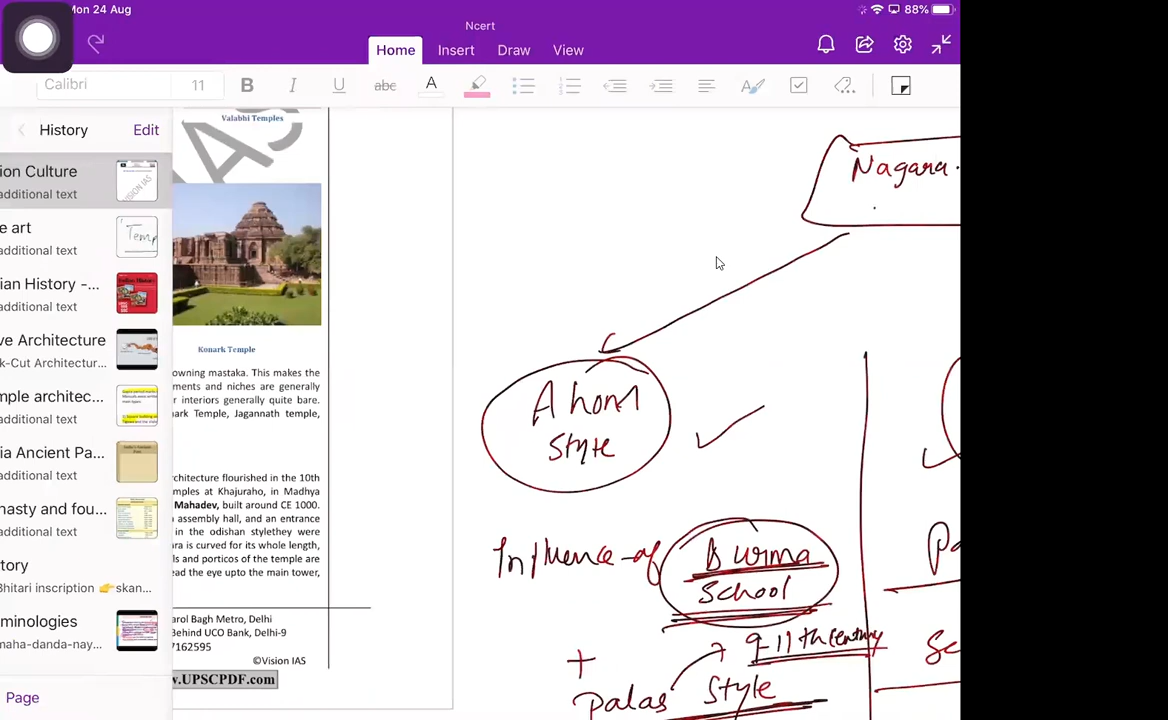 Mon 24 Aug
88%
Ncert
Home Insert Draw View
Calibri 11 B I U abc A
History Edit
ion Culture
additional text
e art
additional text
ian History -...
additional text
ve Architecture
k-Cut Architectur...
mple architec...
additional text
ia Ancient Pa...
additional text
nasty and fou...
additional text
tory
Bhitari inscription 👉skan...
minologies
maha-danda-nay...
Page
Valabhi Temples
Konark Temple
owning mastaka. This makes the
ments and niches are generally
r interiors generally quite bare.
ark Temple, Jagannath temple,
rchitecture flourished in the 10th
mples at Khajuraho, in Madhya
Mahadev, built around CE 1000.
assembly hall, and an entrance
in the odishan stylethey were
ara is curved for its whole length,
ls and porticos of the temple are
ead the eye upto the main tower,
arol Bagh Metro, Delhi
Behind UCO Bank, Delhi-9
7162595
©Vision IAS
w.UPSCPDF.com
Nagara
Ahom
Style
Influence of Burma
School
→ 9-11th century
+
Palas Style